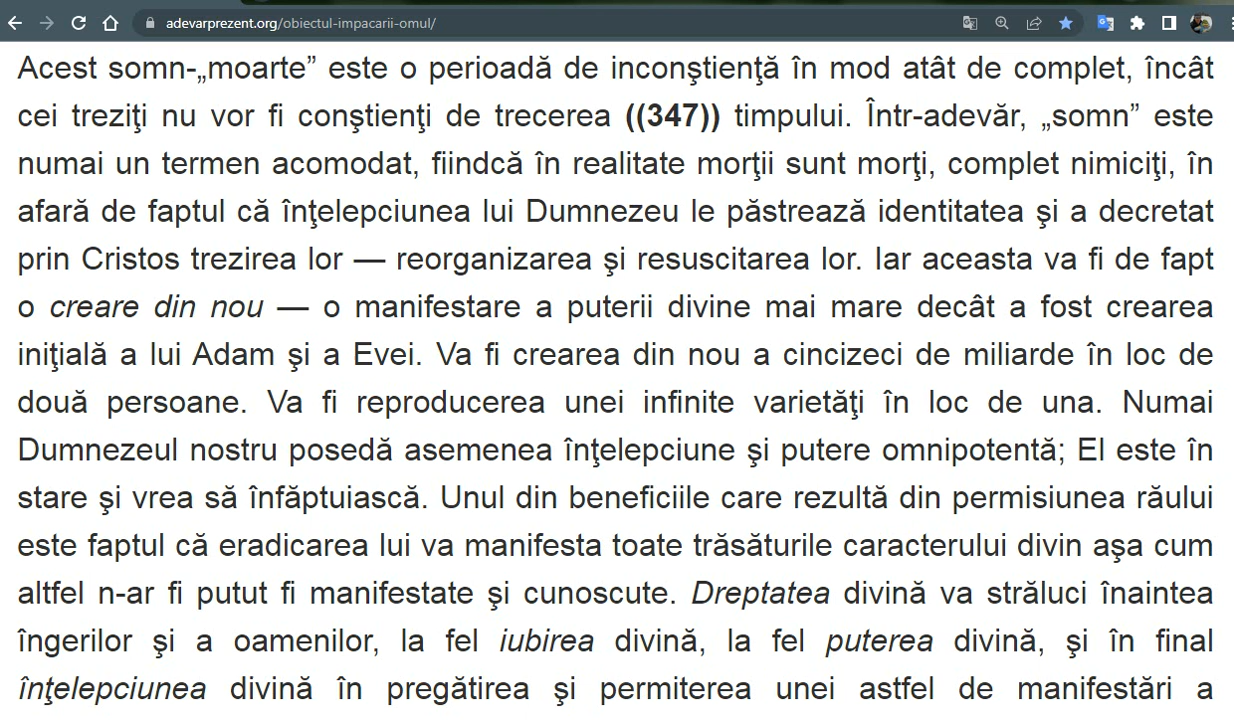 adevarprezent.org/obiectul-impacarii-omul/
Acest somn-„moarte” este o perioadă de inconştienţă în mod atât de complet, încât
cei treziţi nu vor fi conştienţi de trecerea ((347)) timpului. Într-adevăr, „somn” este
numai un termen acomodat, fiindcă în realitate morţii sunt morţi, complet nimiciţi, în
afară de faptul că înţelepciunea lui Dumnezeu le păstrează identitatea şi a decretat
prin Cristos trezirea lor — reorganizarea şi resuscitarea lor. Iar aceasta va fi de fapt
o creare din nou — o manifestare a puterii divine mai mare decât a fost crearea
iniţială a lui Adam şi a Evei. Va fi crearea din nou a cincizeci de miliarde în loc de
două persoane. Va fi reproducerea unei infinite varietăţi în loc de una. Numai
Dumnezeul nostru posedă asemenea înţelepciune şi putere omnipotentă; El este în
stare şi vrea să înfăptuiască. Unul din beneficiile care rezultă din permisiunea răului
este faptul că eradicarea lui va manifesta toate trăsăturile caracterului divin aşa cum
altfel n-ar fi putut fi manifestate şi cunoscute. Dreptatea divină va străluci înaintea
îngerilor şi a oamenilor, la fel iubirea divină, la fel puterea divină, şi în final
înţelepciunea divină în pregătirea şi permiterea unei astfel de manifestări a